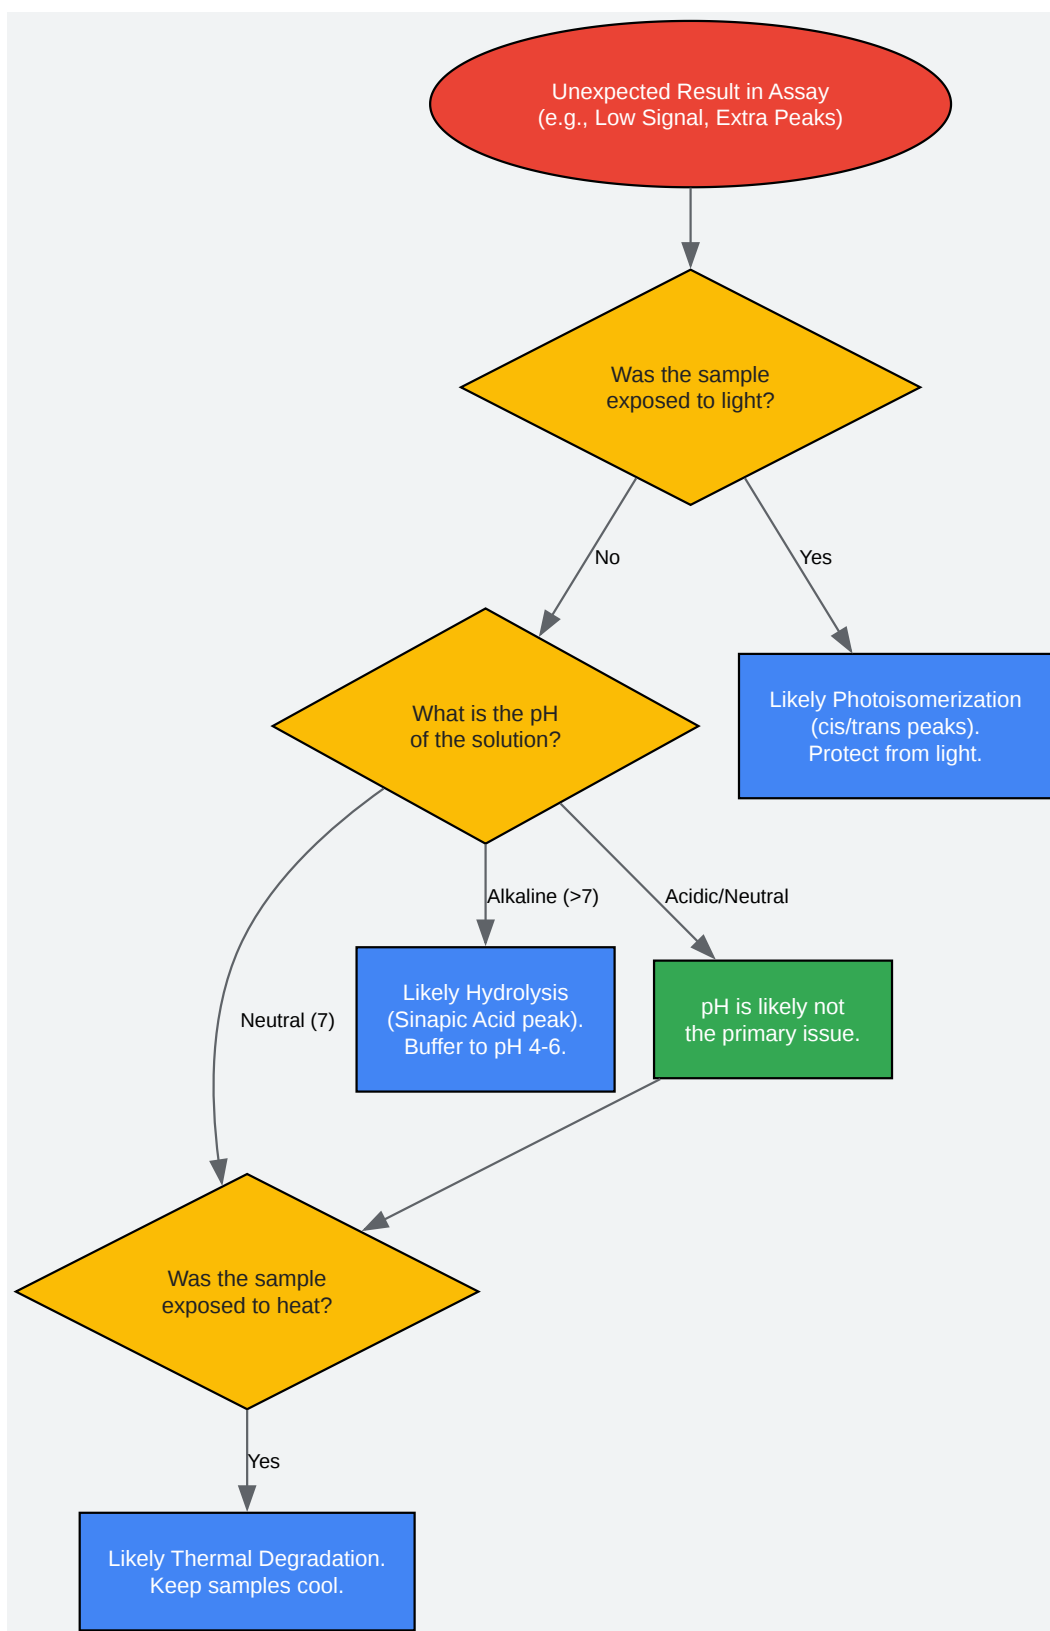 Unexpected Result in Assay
(e.g., Low Signal, Extra Peaks)
Was the sample
exposed to light?
No
Yes
What is the pH
of the solution?
Likely Photoisomerization
(cis/trans peaks).
Protect from light.
Alkaline (>7)
Acidic/Neutral
Neutral (7)
Likely Hydrolysis
(Sinapic Acid peak).
Buffer to pH 4-6.
pH is likely not
the primary issue.
Was the sample
exposed to heat?
Yes
Likely Thermal Degradation.
Keep samples cool.